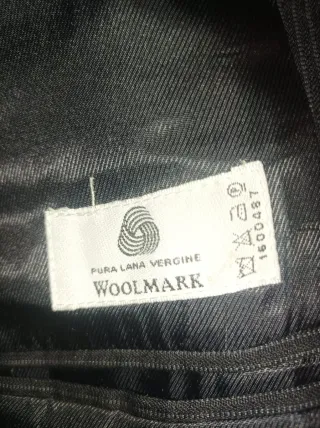 PURA LANA VERGINE
WOOLMARK
1600487